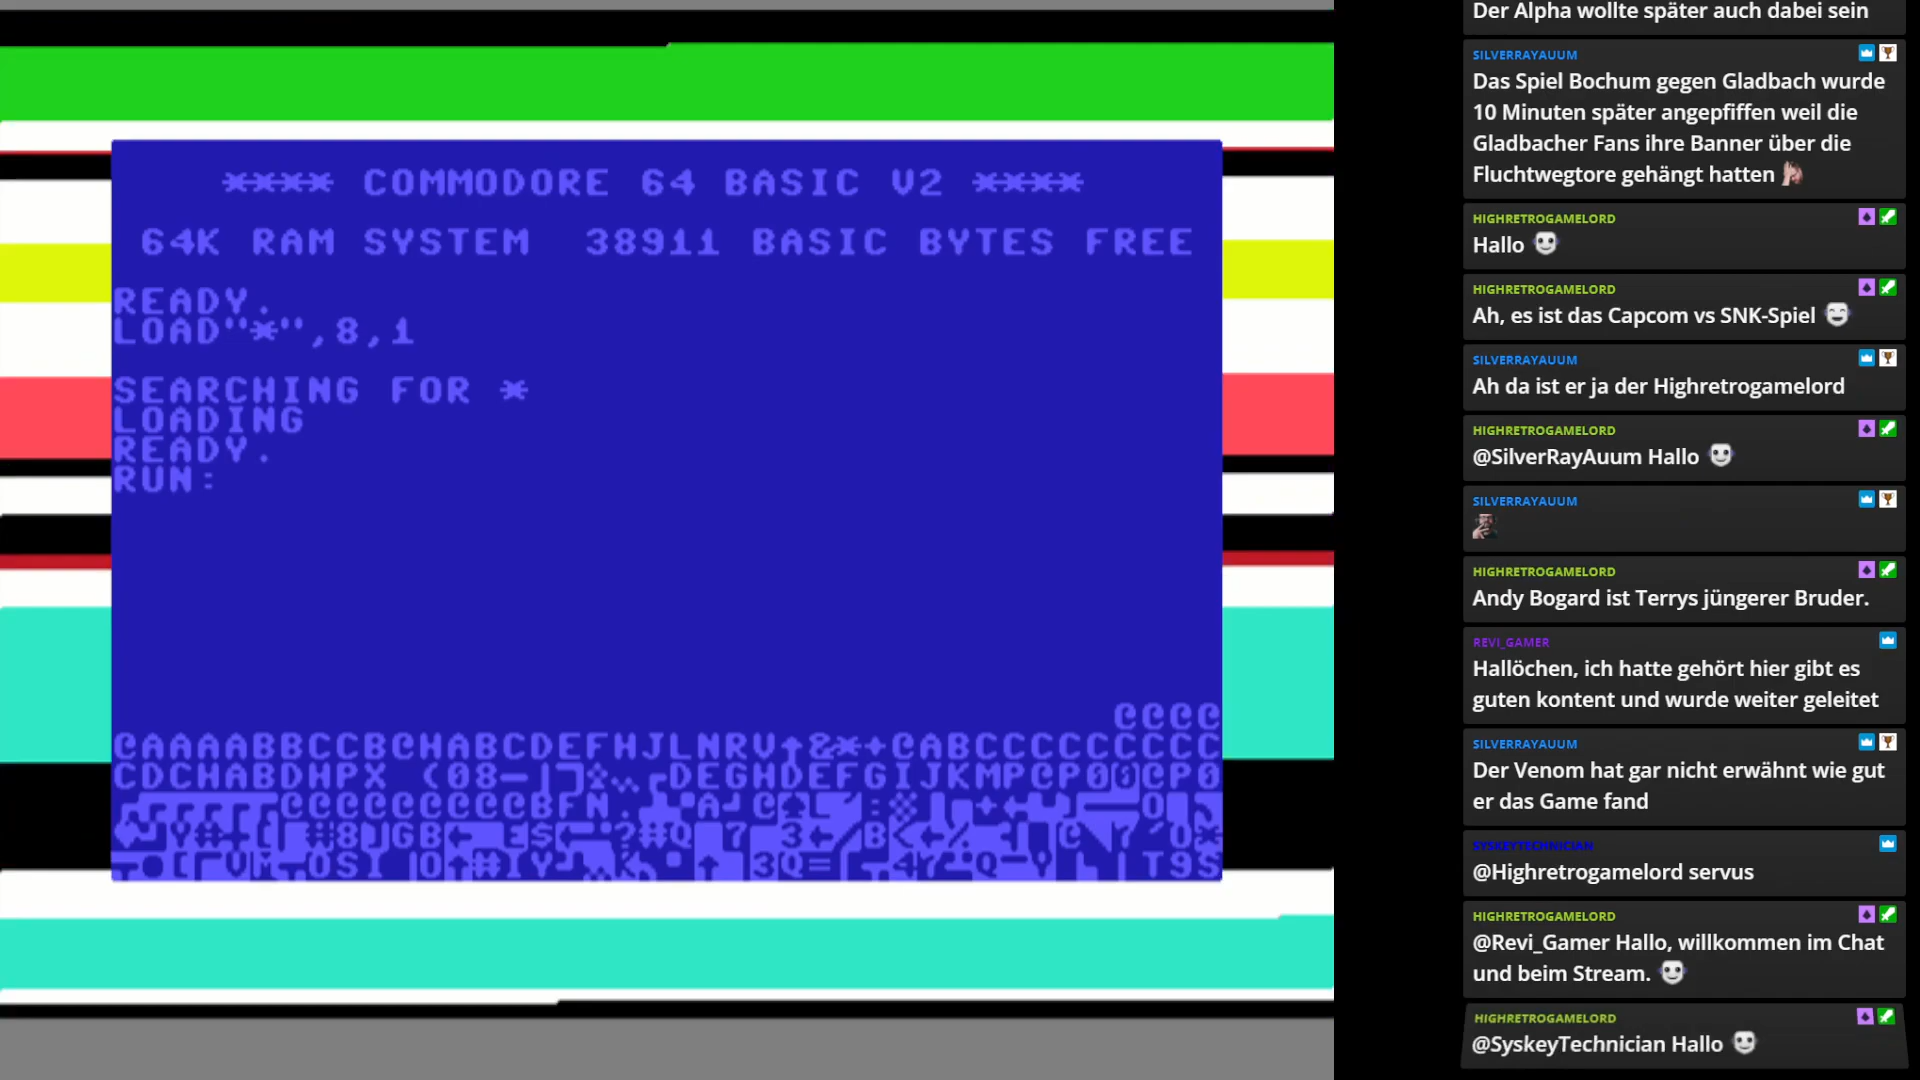 **** COMMODORE 64 BASIC V2 ****
64K RAM SYSTEM  38911 BASIC BYTES FREE
READY.
LOAD"*",8,1
SEARCHING FOR *
LOADING
READY.
RUN:
Der Alpha wollte später auch dabei sein
SILVERRAYAUUM
Das Spiel Bochum gegen Gladbach wurde
10 Minuten später angepfiffen weil die
Gladbacher Fans ihre Banner über die
Fluchtwegtore gehängt hatten
HIGHRETROGAMELORD
Hallo
HIGHRETROGAMELORD
Ah, es ist das Capcom vs SNK-Spiel
SILVERRAYAUUM
Ah da ist er ja der Highretrogamelord
HIGHRETROGAMELORD
@SilverRayAuum Hallo
SILVERRAYAUUM
HIGHRETROGAMELORD
Andy Bogard ist Terrys jüngerer Bruder.
REVI_GAMER
Hallöchen, ich hatte gehört hier gibt es
guten kontent und wurde weiter geleitet
SILVERRAYAUUM
Der Venom hat gar nicht erwähnt wie gut
er das Game fand
SYSKEYTECHNICIAN
@Highretrogamelord servus
HIGHRETROGAMELORD
@Revi_Gamer Hallo, willkommen im Chat
und beim Stream.
HIGHRETROGAMELORD
@SyskeyTechnician Hallo